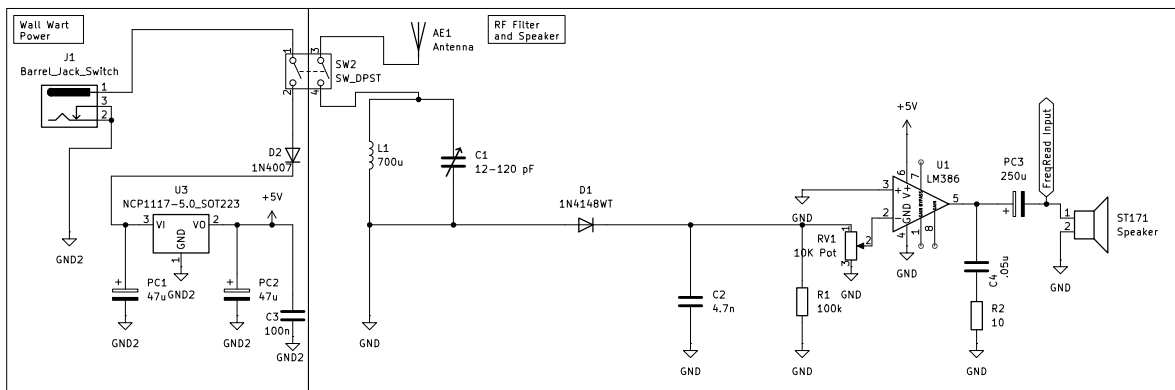 Wall Wart
Power
RF Filter
and Speaker
J1
Barrel_Jack_Switch
1
3
2
1
3
2
4
SW2
SW_DPST
AE1
Antenna
D2
1N4007
U3
NCP1117-5.0_SOT223
3
VI
VO
2
GND
1
+5V
PC1
47u
PC2
47u
C3
100n
GND2
GND2
GND2
GND2
GND2
L1
700u
C1
12-120 pF
D1
1N4148WT
GND
C2
4.7n
GND
R1
100k
GND
GND
RV1
10K Pot
1
2
3
GND
+5V
U1
LM386
3
2
6
7
V+
GND
BYPASS
GAIN
+
-
4
1
8
5
GND
C4
.05u
R2
10
GND
PC3
250u
+
FreqRead Input
1
2
ST171
Speaker
GND